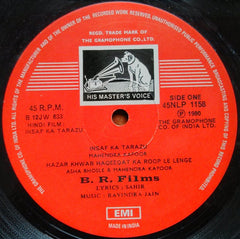 REGD. TRADE MARK OF
THE GRAMOPHONE CO. LTD.
HIS MASTER'S VOICE
45 R.P.M.
SIDE ONE
B 12JW 633
45NLP 1158
HINDI FILM:
INSAF KA TARAZU
℗ 1980
THE GRAMOPHONE
CO. OF INDIA LTD.
INSAF KA TARAZU
MAHENDRA KAPOOR
HAZAR KHWAB HAQEEQAT KA ROOP LE LENGE
ASHA BHOSLE & MAHENDRA KAPOOR
B. R. Films
LYRICS : SAHIR
MUSIC : RAVINDRA JAIN
EMI
MADE IN INDIA